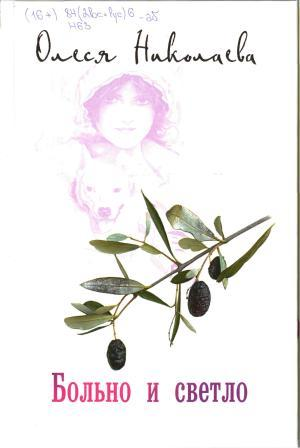 (16+) 84(2Рос=Рус)6-25
Н63
Олеся Николаева
Больно и светло